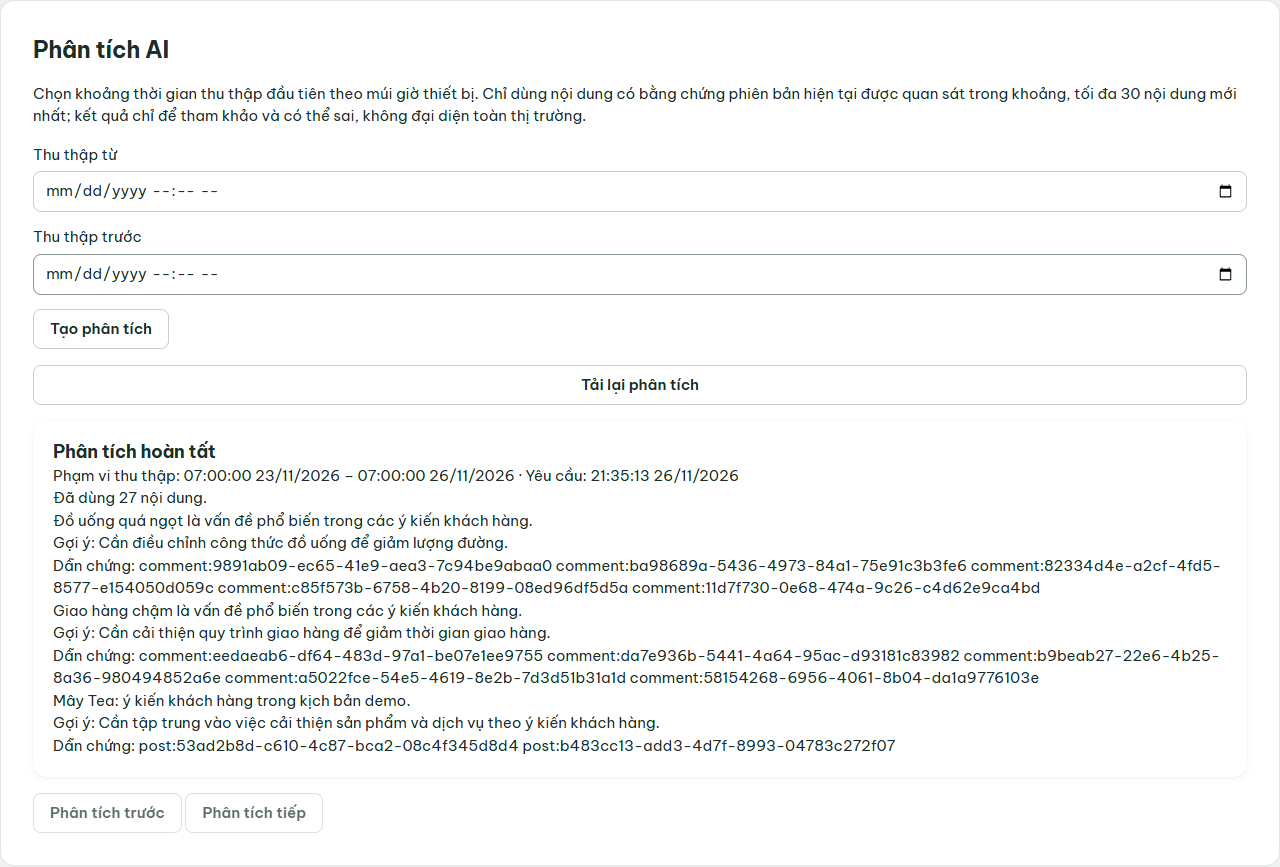 Phân tích AI
Chọn khoảng thời gian thu thập đầu tiên theo múi giờ thiết bị. Chỉ dùng nội dung có bằng chứng phiên bản hiện tại được quan sát trong khoảng, tối đa 30 nội dung mới
nhất; kết quả chỉ để tham khảo và có thể sai, không đại diện toàn thị trường.
Thu thập từ
mm/dd/yyyy --:-- --
Thu thập trước
mm/dd/yyyy --:-- --
Tạo phân tích
Tải lại phân tích
Phân tích hoàn tất
Phạm vi thu thập: 07:00:00 23/11/2026 – 07:00:00 26/11/2026 · Yêu cầu: 21:35:13 26/11/2026
Đã dùng 27 nội dung.
Đồ uống quá ngọt là vấn đề phổ biến trong các ý kiến khách hàng.
Gợi ý: Cần điều chỉnh công thức đồ uống để giảm lượng đường.
Dẫn chứng: comment:9891ab09-ec65-41e9-aea3-7c94be9abaa0 comment:ba98689a-5436-4973-84a1-75e91c3b3fe6 comment:82334d4e-a2cf-4fd5-
8577-e154050d059c comment:c85f573b-6758-4b20-8199-08ed96df5d5a comment:11d7f730-0e68-474a-9c26-c4d62e9ca4bd
Giao hàng chậm là vấn đề phổ biến trong các ý kiến khách hàng.
Gợi ý: Cần cải thiện quy trình giao hàng để giảm thời gian giao hàng.
Dẫn chứng: comment:eedaeab6-df64-483d-97a1-be07e1ee9755 comment:da7e936b-5441-4a64-95ac-d93181c83982 comment:b9beab27-22e6-4b25-
8a36-980494852a6e comment:a5022fce-54e5-4619-8e2b-7d3d51b31a1d comment:58154268-6956-4061-8b04-da1a9776103e
Mây Tea: ý kiến khách hàng trong kịch bản demo.
Gợi ý: Cần tập trung vào việc cải thiện sản phẩm và dịch vụ theo ý kiến khách hàng.
Dẫn chứng: post:53ad2b8d-c610-4c87-bca2-08c4f345d8d4 post:b483cc13-add3-4d7f-8993-04783c272f07
Phân tích trước
Phân tích tiếp